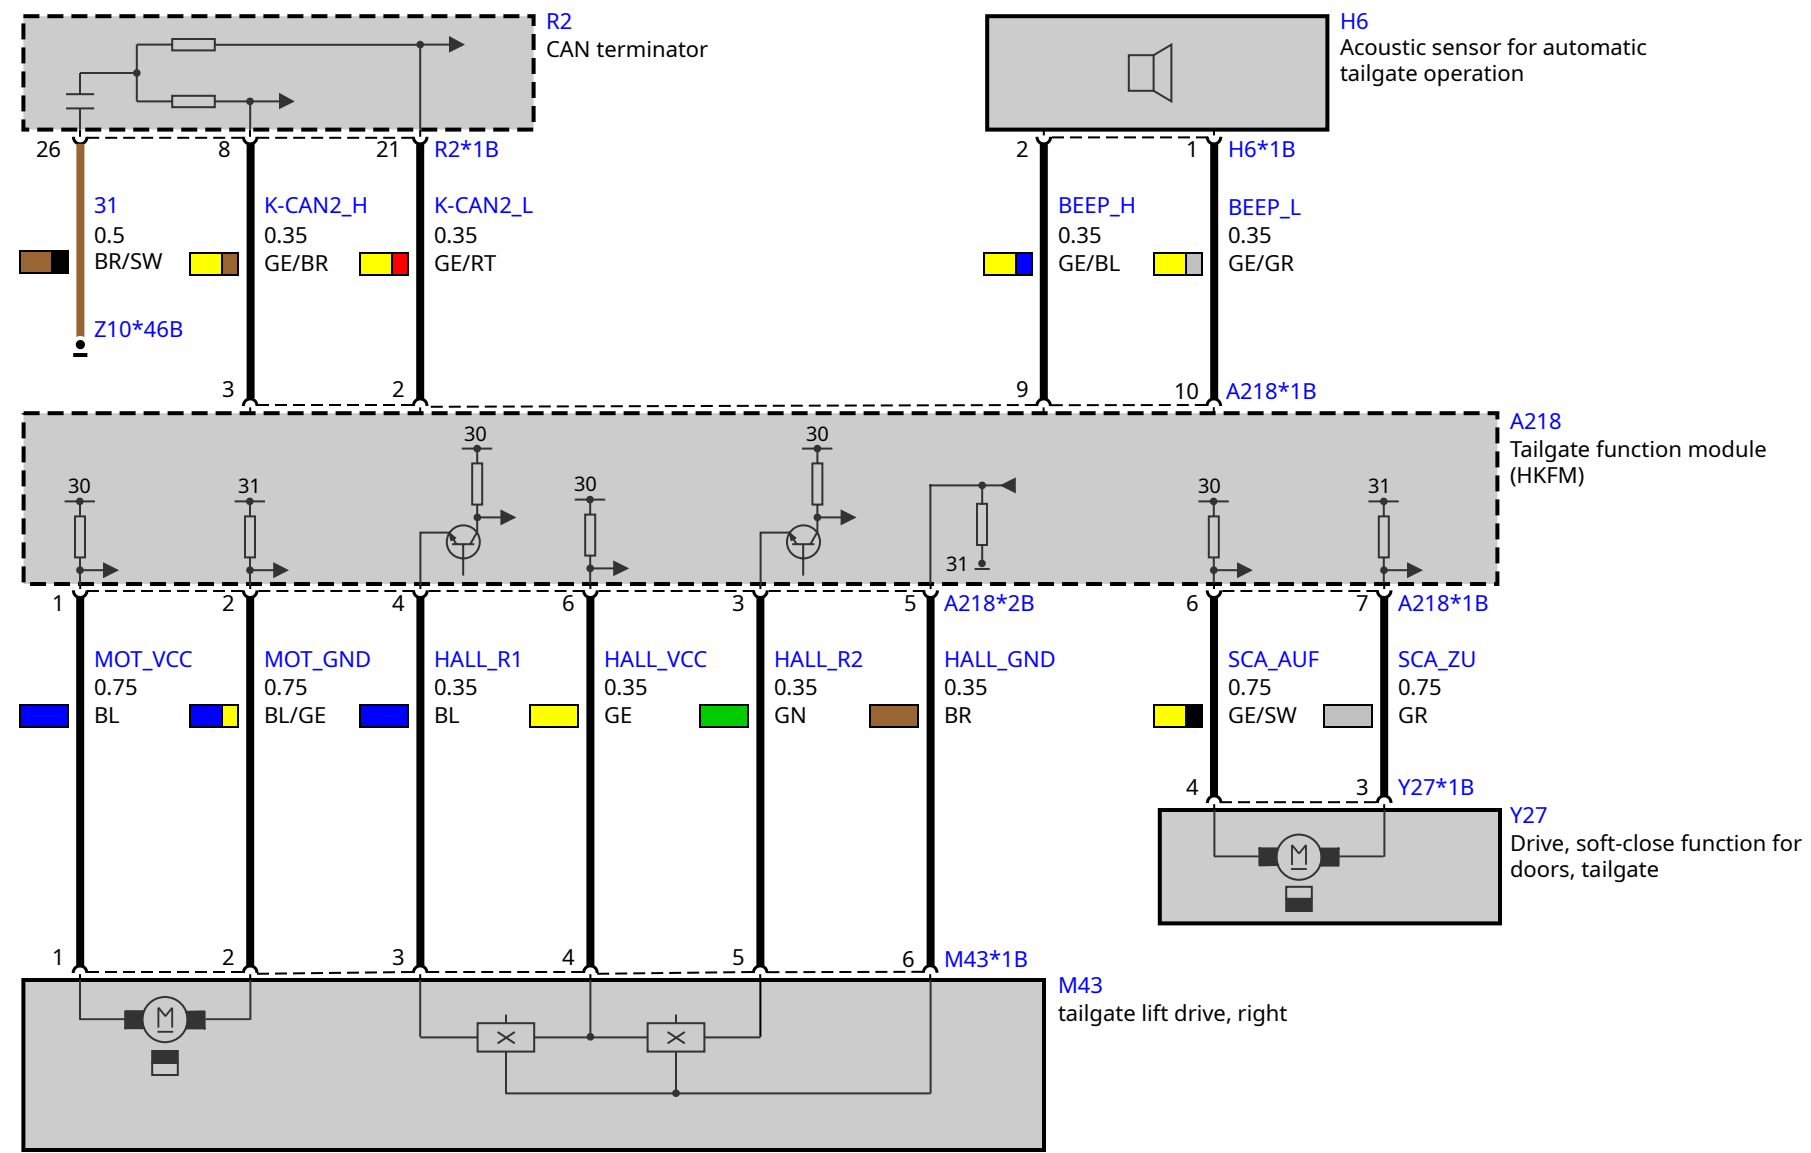 R2
CAN terminator
H6
Acoustic sensor for automatic
tailgate operation
26
8
21
R2*1B
2
1
H6*1B
31
0.5
BR/SW
K-CAN2_H
0.35
GE/BR
K-CAN2_L
0.35
GE/RT
BEEP_H
0.35
GE/BL
BEEP_L
0.35
GE/GR
Z10*46B
3
2
9
10
A218*1B
A218
Tailgate function module
(HKFM)
30
31
30
30
30
31
30
31
1
2
4
6
3
5
A218*2B
6
7
A218*1B
MOT_VCC
0.75
BL
MOT_GND
0.75
BL/GE
HALL_R1
0.35
BL
HALL_VCC
0.35
GE
HALL_R2
0.35
GN
HALL_GND
0.35
BR
SCA_AUF
0.75
GE/SW
SCA_ZU
0.75
GR
4
3
Y27*1B
Y27
Drive, soft-close function for
doors, tailgate
M
1
2
3
4
5
6
M43*1B
M43
tailgate lift drive, right
M